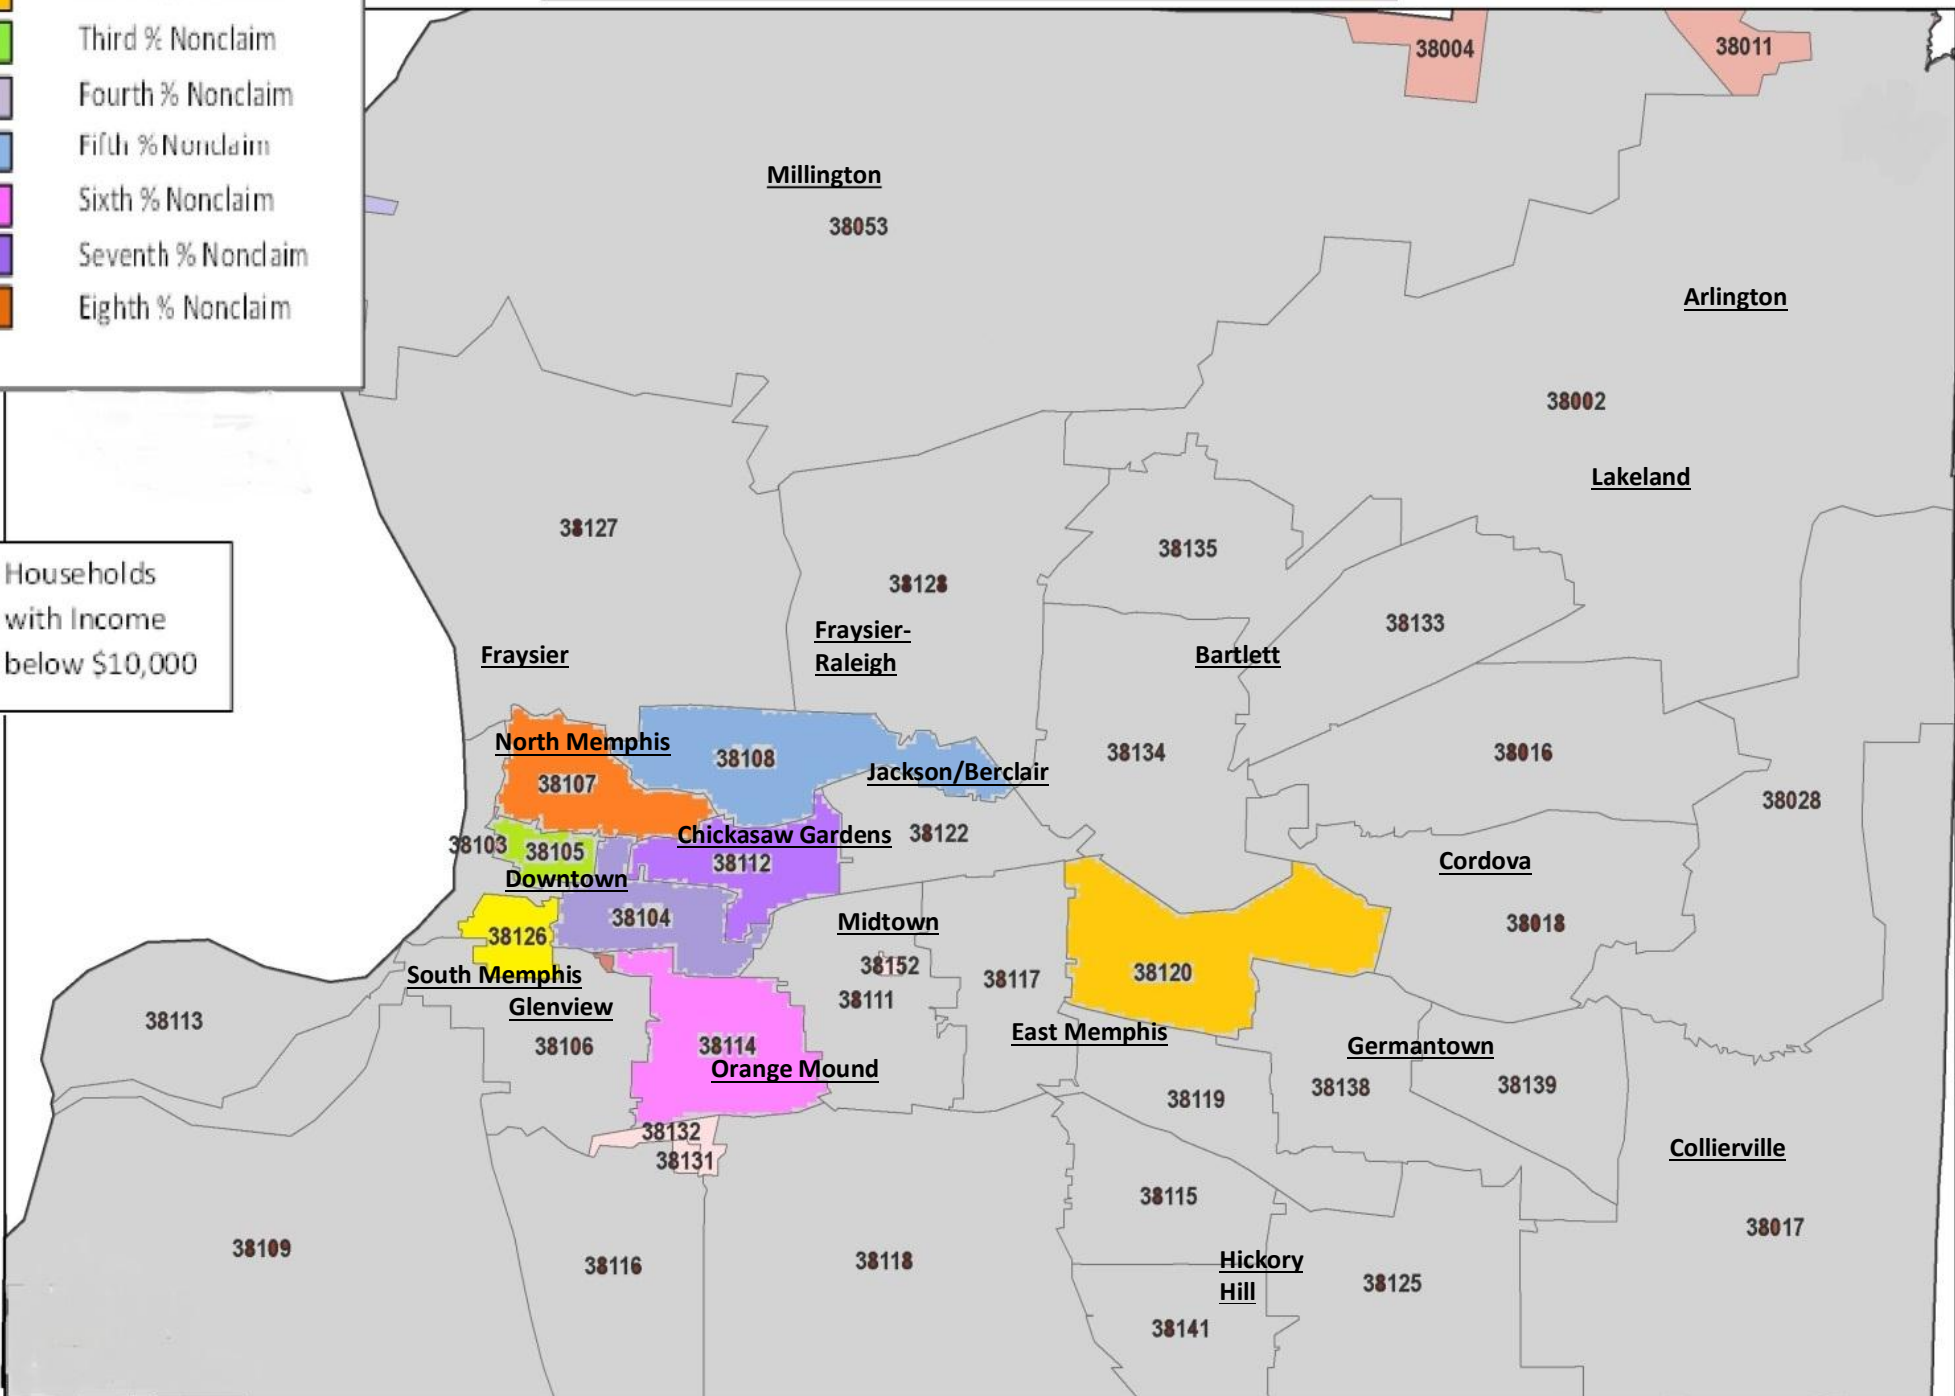 Third % Nonclaim
Fourth % Nonclaim
Fifth % Nonclaim
Sixth % Nonclaim
Seventh % Nonclaim
Eighth % Nonclaim
Households
with Income
below $10,000
38004
38011
Millington
38053
Arlington
38002
Lakeland
38127
38135
38128
38133
Fraysier-
Raleigh
Fraysier
Bartlett
North Memphis
38108
38134
38016
Jackson/Berclair
38107
38028
Chickasaw Gardens
38122
38103
38105
38112
Cordova
Downtown
38104
Midtown
38018
38126
38152
South Memphis
38120
38117
38111
Glenview
38113
East Memphis
38106
38114
Germantown
Orange Mound
38138
38139
38119
38132
38131
Collierville
38115
38017
38109
38116
38118
Hickory
Hill
38125
38141